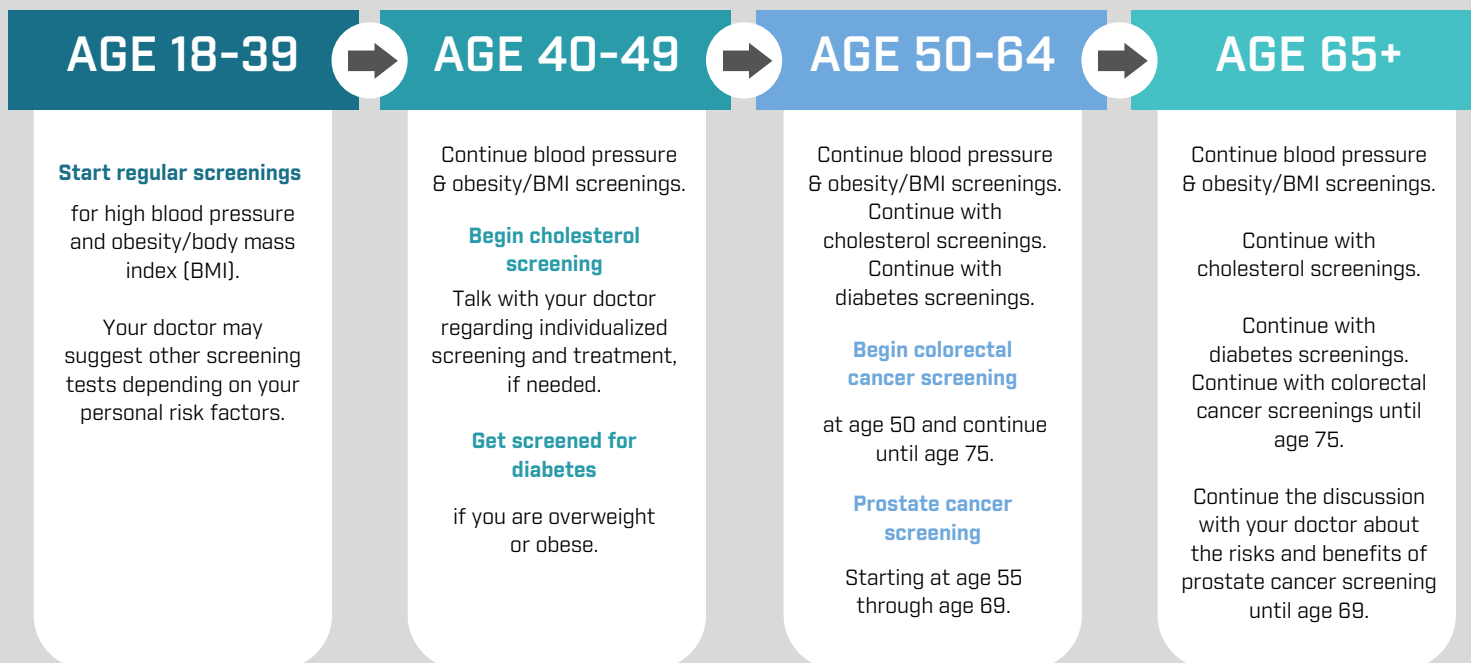 AGE 18-39
Start regular screenings
for high blood pressure
and obesity/body mass
index (BMI).
Your doctor may
suggest other screening
tests depending on your
personal risk factors.
AGE 40-49
Continue blood pressure
& obesity/BMI screenings.
Begin cholesterol
screening
Talk with your doctor
regarding individualized
screening and treatment,
if needed.
Get screened for
diabetes
if you are overweight
or obese.
AGE 50-64
Continue blood pressure
& obesity/BMI screenings.
Continue with
cholesterol screenings.
Continue with
diabetes screenings.
Begin colorectal
cancer screening
at age 50 and continue
until age 75.
Prostate cancer
screening
Starting at age 55
through age 69.
AGE 65+
Continue blood pressure
& obesity/BMI screenings.
Continue with
cholesterol screenings.
Continue with
diabetes screenings.
Continue with colorectal
cancer screenings until
age 75.
Continue the discussion
with your doctor about
the risks and benefits of
prostate cancer screening
until age 69.